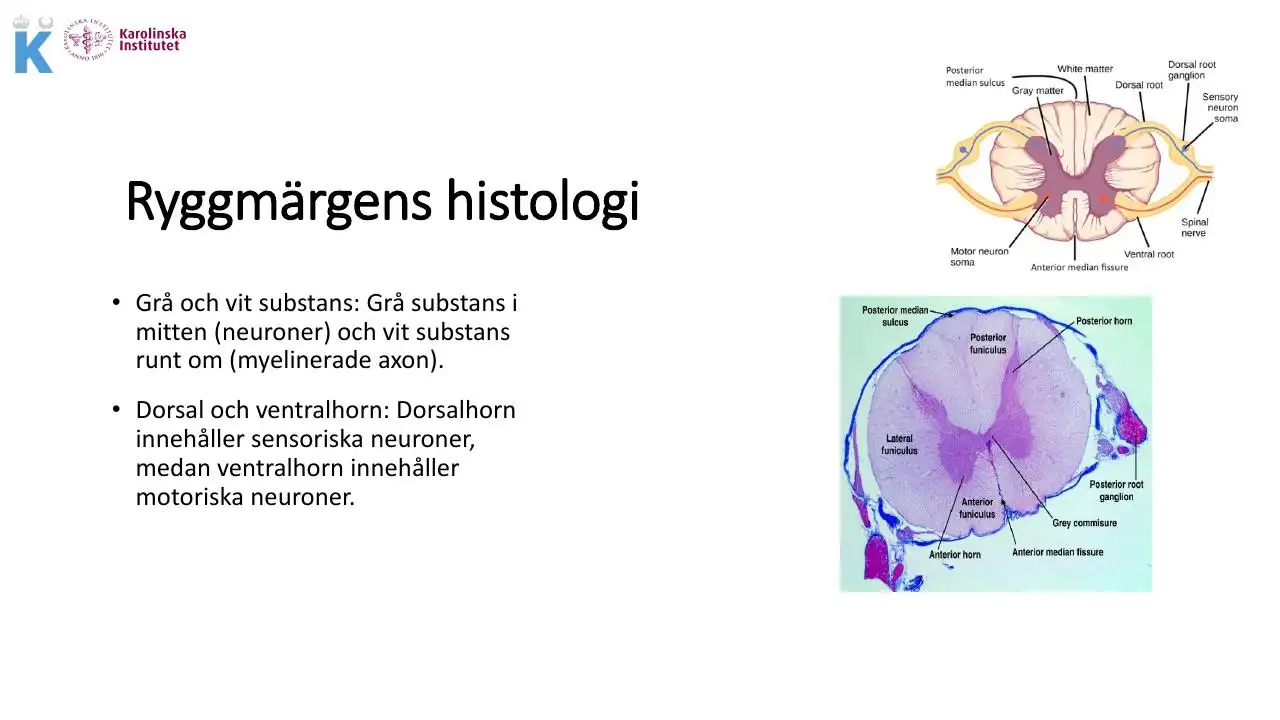 Karolinska
Institutet
KAROLINSKA INSTITUTET
ANNO 1810
Ryggmärgens histologi
• Grå och vit substans: Grå substans i
mitten (neuroner) och vit substans
runt om (myelinerade axon).
• Dorsal och ventralhorn: Dorsalhorn
innehåller sensoriska neuroner,
medan ventralhorn innehåller
motoriska neuroner.
Posterior
median sulcus
White matter
Gray matter
Dorsal root
Dorsal root
ganglion
Sensory
neuron
soma
Spinal
nerve
Motor neuron
soma
Ventral root
Anterior median fissure
Posterior median
sulcus
Posterior horn
Posterior
funiculus
Lateral
funiculus
Posterior root
ganglion
Anterior
funiculus
Grey commisure
Anterior horn
Anterior median fissure